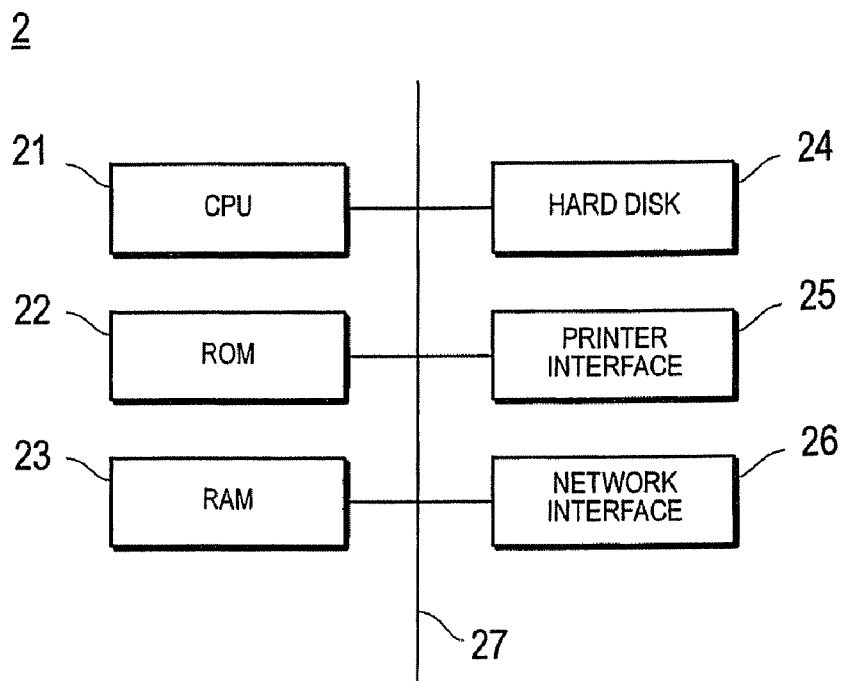 2
21
CPU
24
HARD DISK
22
ROM
25
PRINTER
INTERFACE
23
RAM
26
NETWORK
INTERFACE
27